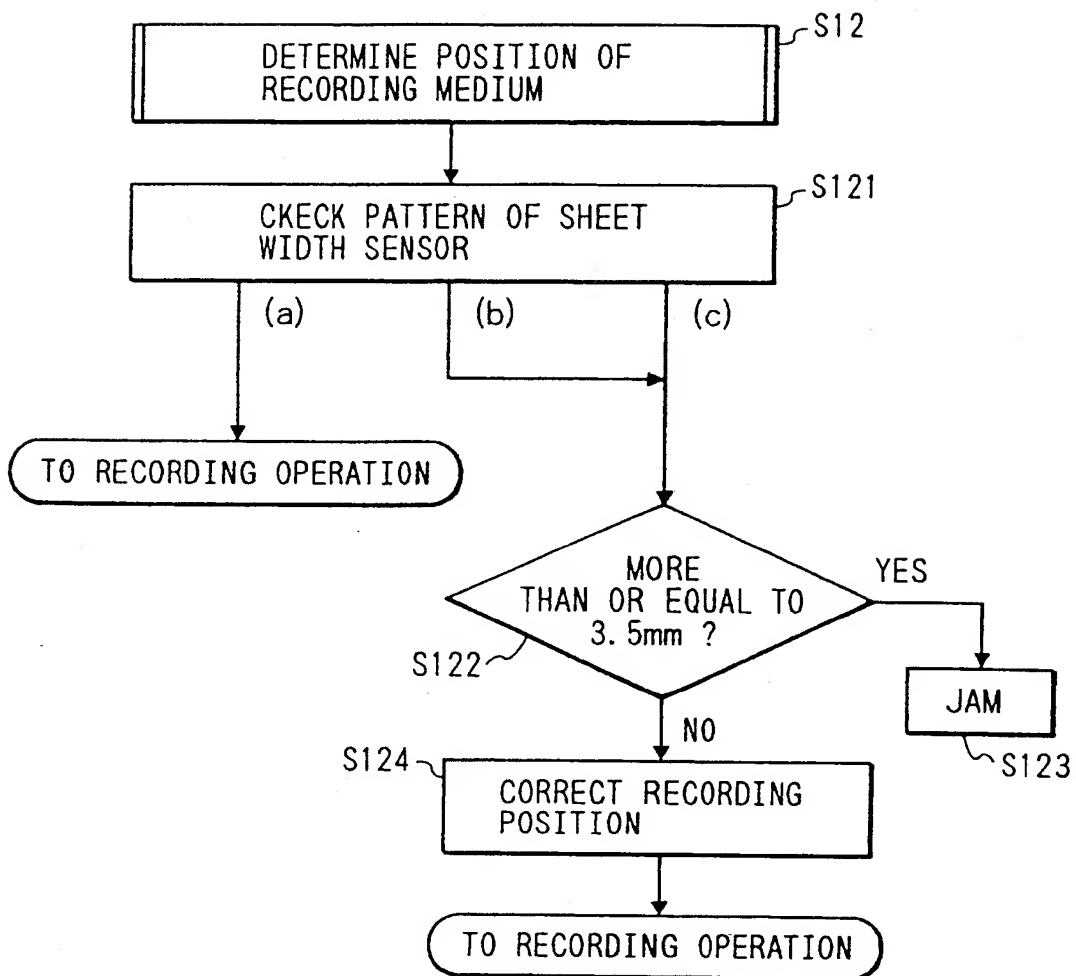 S12
DETERMINE POSITION OF
RECORDING MEDIUM
S121
CKECK PATTERN OF SHEET
WIDTH SENSOR
(a)
(b)
(c)
TO RECORDING OPERATION
MORE
THAN OR EQUAL TO
3.5mm ?
YES
S122
JAM
S123
NO
S124
CORRECT RECORDING
POSITION
TO RECORDING OPERATION